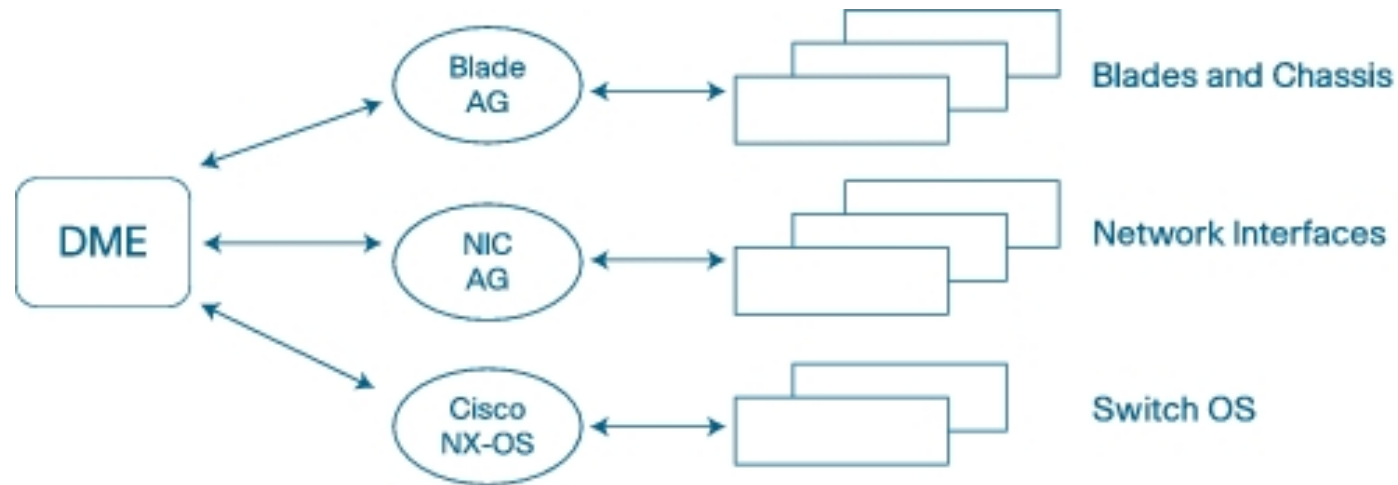 Blade
AG
Blades and Chassis
DME
NIC
AG
Network Interfaces
Cisco
NX-OS
Switch OS